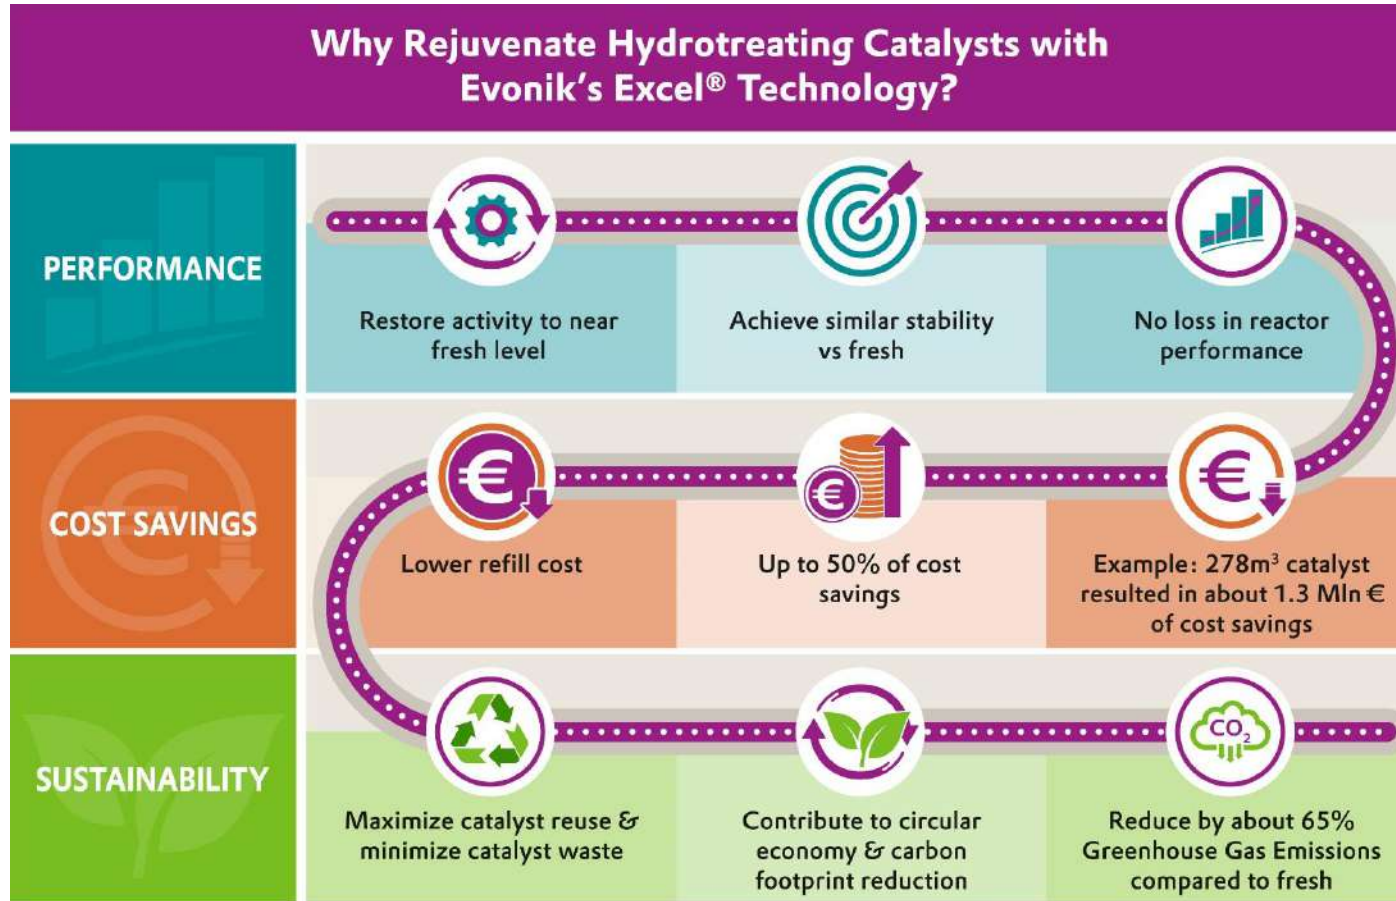 Why Rejuvenate Hydrotreating Catalysts with
Evonik's Excel® Technology?
PERFORMANCE
Restore activity to near
fresh level
Achieve similar stability
vs fresh
No loss in reactor
performance
COST SAVINGS
€
€
€
€
Lower refill cost
Up to 50% of cost
savings
Example: 278m³ catalyst
resulted in about 1.3 Mln €
of cost savings
SUSTAINABILITY
Maximize catalyst reuse &
minimize catalyst waste
Contribute to circular
economy & carbon
footprint reduction
CO₂
Reduce by about 65%
Greenhouse Gas Emissions
compared to fresh